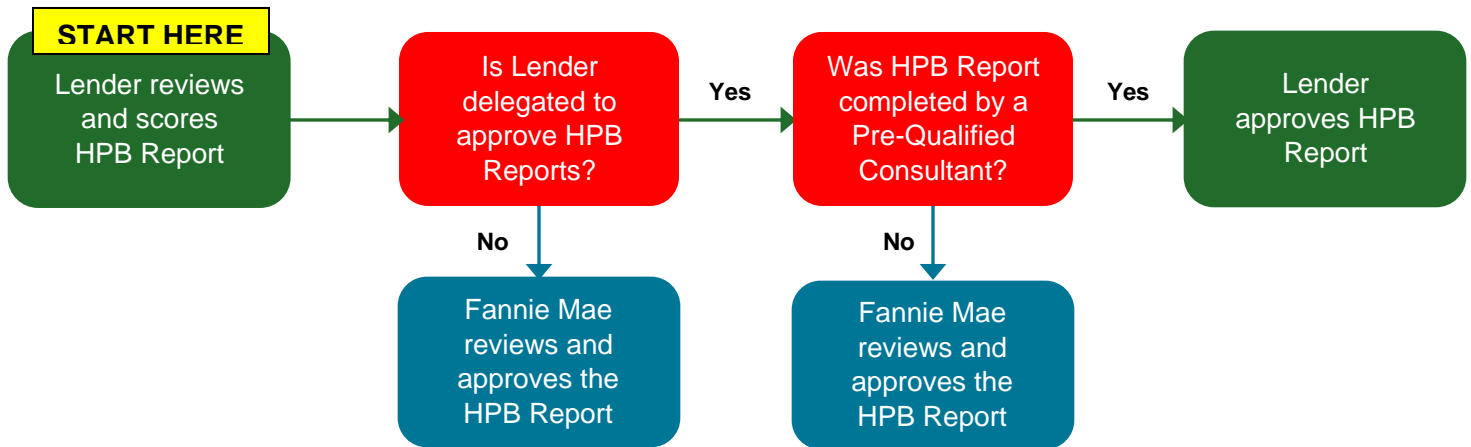 START HERE
Lender reviews
and scores
HPB Report
Is Lender
delegated to
approve HPB
Reports?
Yes
Was HPB Report
completed by a
Pre-Qualified
Consultant?
Yes
Lender
approves HPB
Report
No
Fannie Mae
reviews and
approves the
HPB Report
No
Fannie Mae
reviews and
approves the
HPB Report